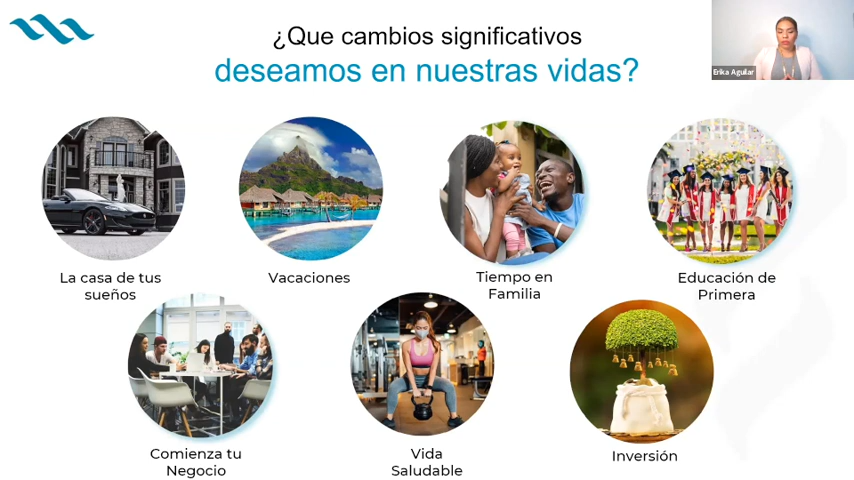 ¿Que cambios significativos
deseamos en nuestras vidas?
Erika Aguilar
La casa de tus
sueños
Vacaciones
Tiempo en
Familia
Educación de
Primera
Comienza tu
Negocio
Vida
Saludable
Inversión